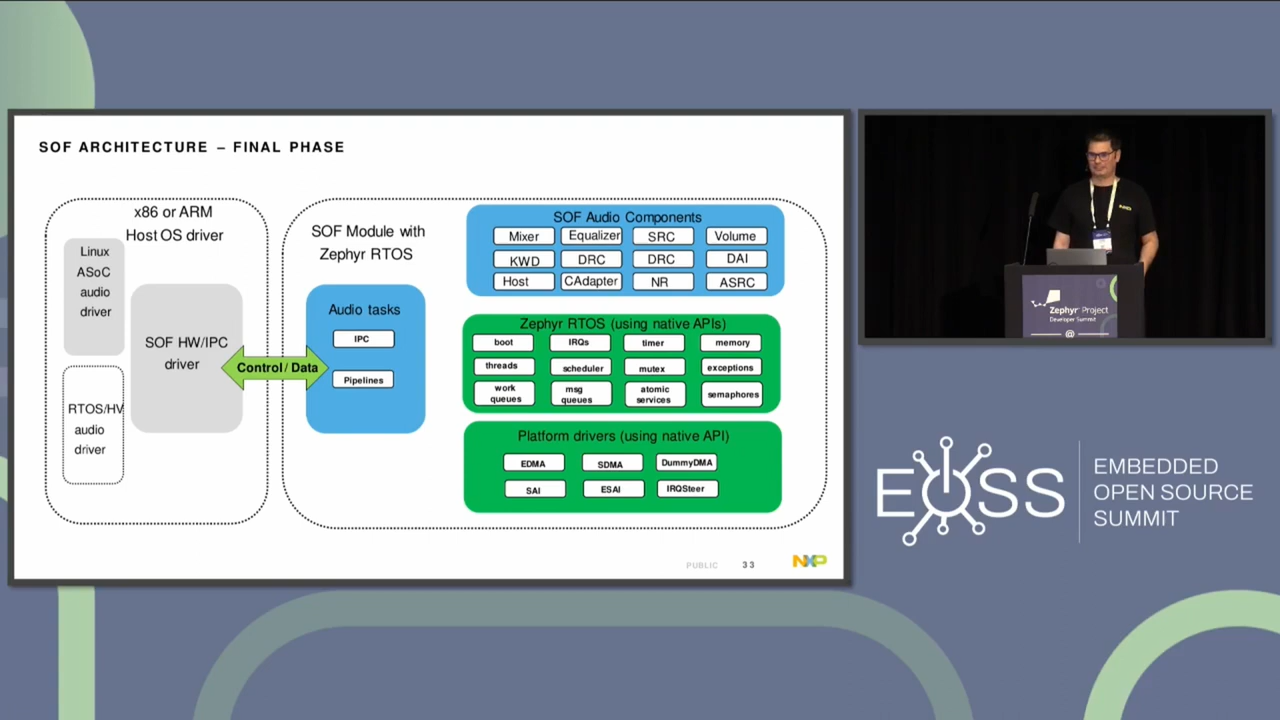 SOF ARCHITECTURE – FINAL PHASE
x86 or ARM
Host OS driver
Linux
ASoC
audio
driver
SOF HW/IPC
driver
RTOS/HV
audio
driver
Control / Data
SOF Module with
Zephyr RTOS
Audio tasks
IPC
Pipelines
SOF Audio Components
Mixer Equalizer SRC Volume
KWD DRC DRC DAI
Host CAdapter NR ASRC
Zephyr RTOS (using native APIs)
boot IRQs timer memory
threads scheduler mutex exceptions
work queues msg queues atomic services semaphores
Platform drivers (using native API)
EDMA SDMA DummyDMA
SAI ESAI IRQSteer
PUBLIC 33 NXP
Zephyr Project
Developer Summit
EOSS
EMBEDDED
OPEN SOURCE
SUMMIT